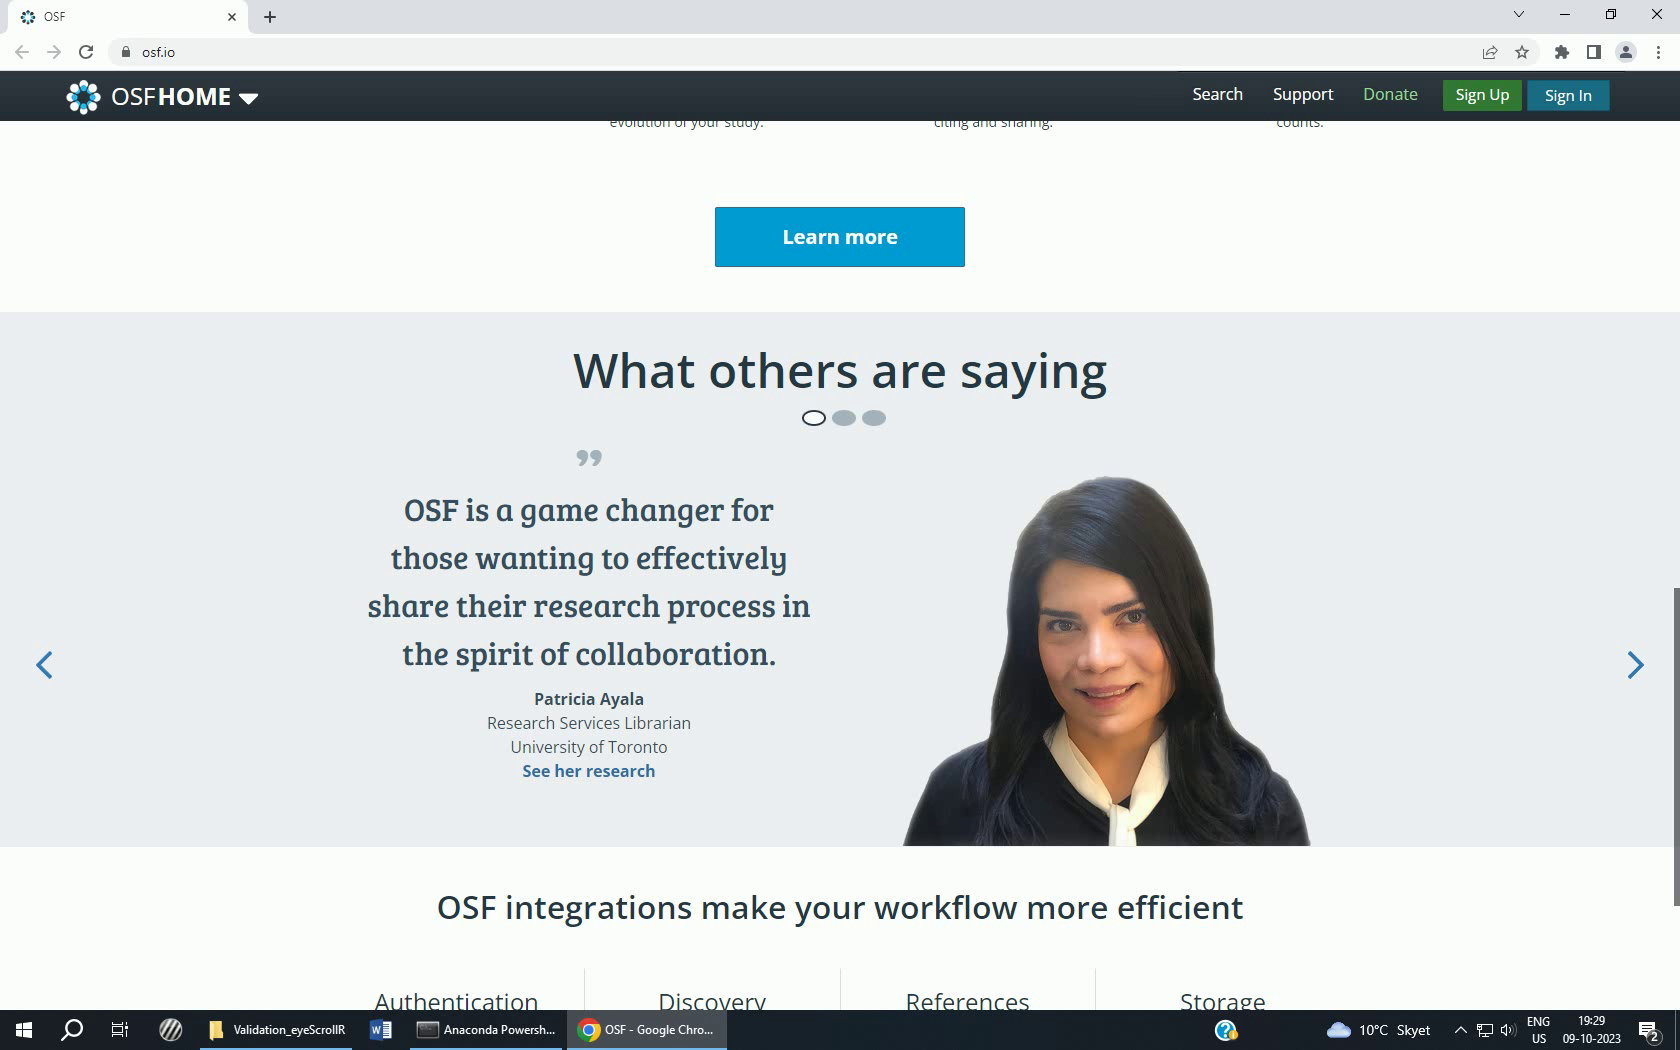 OSF
osf.io
OSFHOME
Search Support Donate Sign Up Sign In
evolution of your study. citing and sharing. counts.
Learn more
What others are saying
”
OSF is a game changer for
those wanting to effectively
share their research process in
the spirit of collaboration.
Patricia Ayala
Research Services Librarian
University of Toronto
See her research
OSF integrations make your workflow more efficient
Authentication Discovery References Storage
Validation_eyeScrollR
Anaconda Powersh...
OSF - Google Chro...
10°C Skyet
ENG
US
19:29
09-10-2023
2